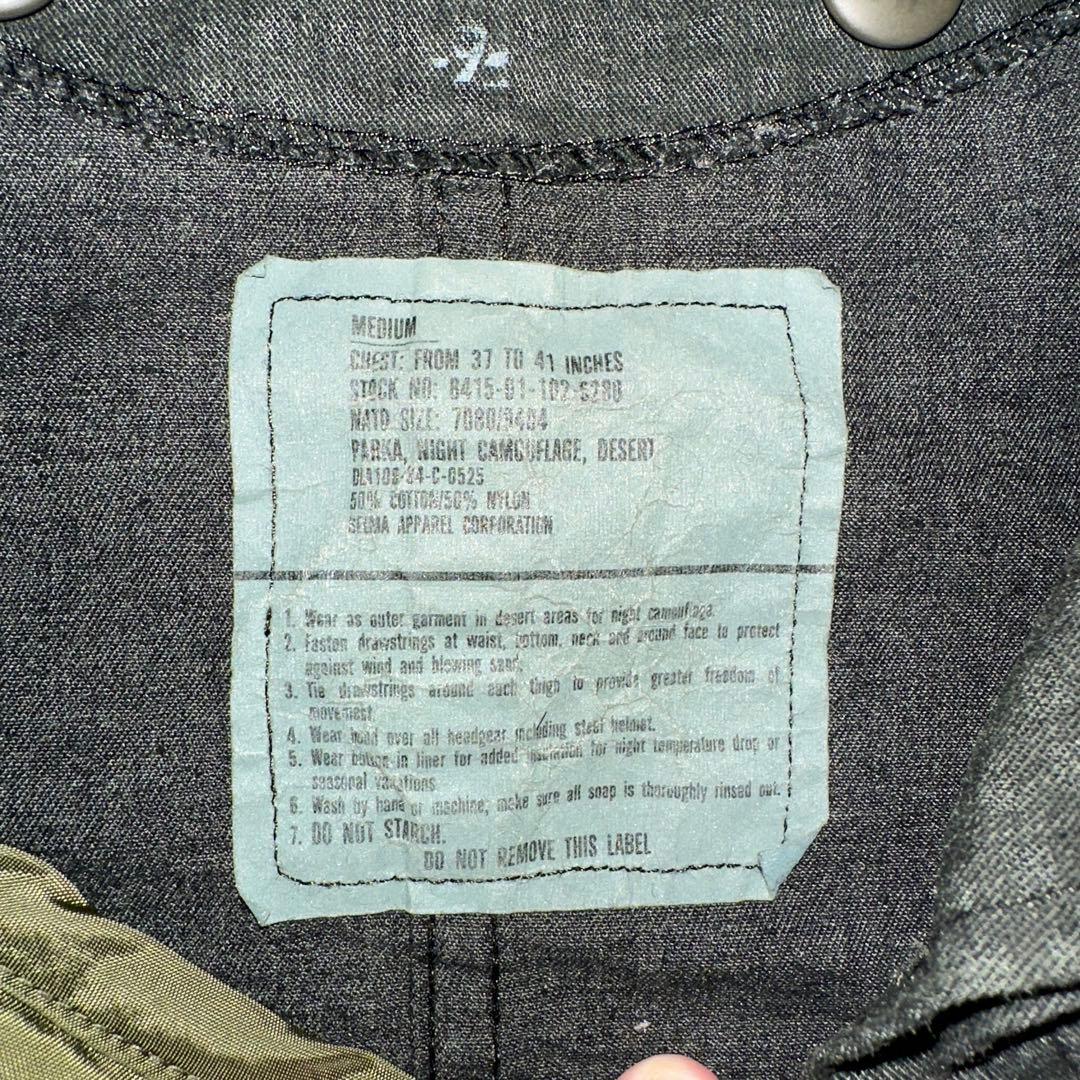 MEDIUM
CHEST: FROM 37 TO 41 INCHES
STOCK NO: 8415-01-102-6280
NATO SIZE: 7080/9404
PARKA, NIGHT CAMOUFLAGE, DESERT
DLA100-84-C-0525
50% COTTON/50% NYLON
SELMA APPAREL CORPORATION
1. Wear as outer garment in desert areas for night camouflage.
2. Fasten drawstrings at waist, bottom, neck and around face to protect
against wind and blowing sand.
3. Tie drawstrings around each thigh to provide greater freedom of
movement.
4. Wear hood over all headgear including steel helmet.
5. Wear button in liner for added insulation for night temperature drop or
seasonal variations
6. Wash by hand or machine; make sure all soap is thoroughly rinsed out.
7. DO NOT STARCH.
DO NOT REMOVE THIS LABEL